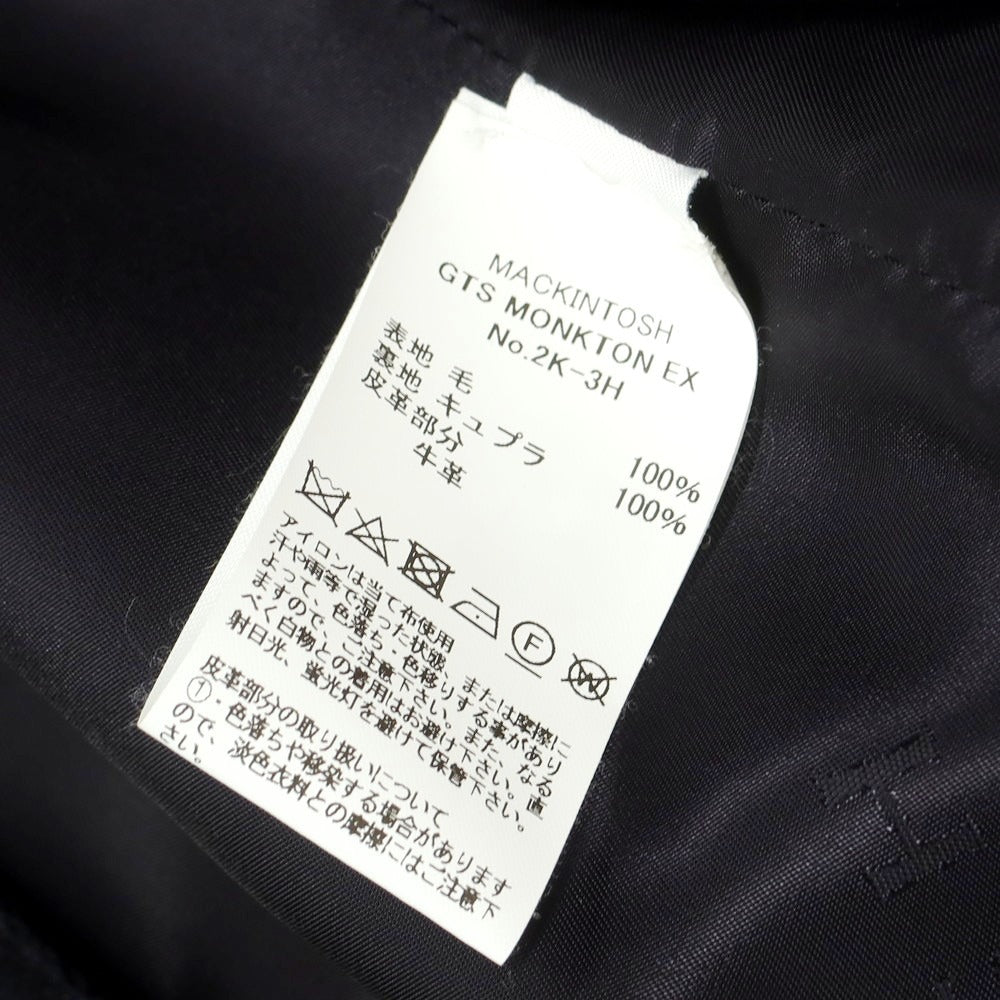 MACKINTOSH
GTS MONKTON EX
No.2K-3H
表地 毛 100%
裏地 キュプラ 100%
皮革部分
牛革
F W
アイロンは当て布使用
汗や雨等で湿った状態、または摩擦に
よって、色落ち・色移りする事があり
ますので、ご注意下さい。また、なる
べく白物との着用はお避け下さい。直
射日光、蛍光灯を避けて保管下さい。
皮革部分の取り扱いについて
①・色落ちや移染する場合があります
ので、淡色衣料との摩擦にはご注意下
さい。